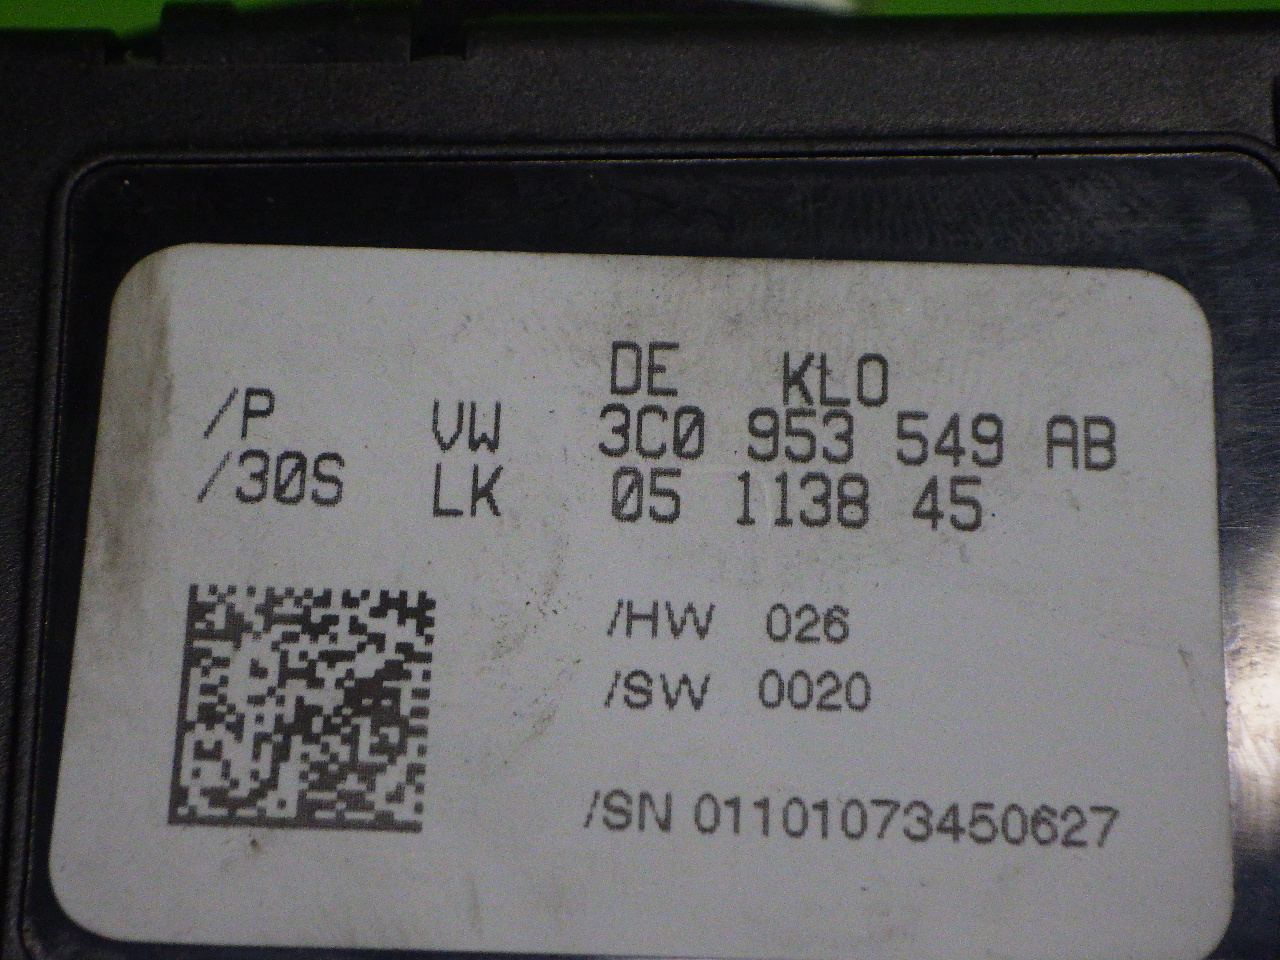 DE KLO
/P VW 3C0 953 549 AB
/30S LK 05 1138 45
/HW 026
/SW 0020
/SN 01101073450627